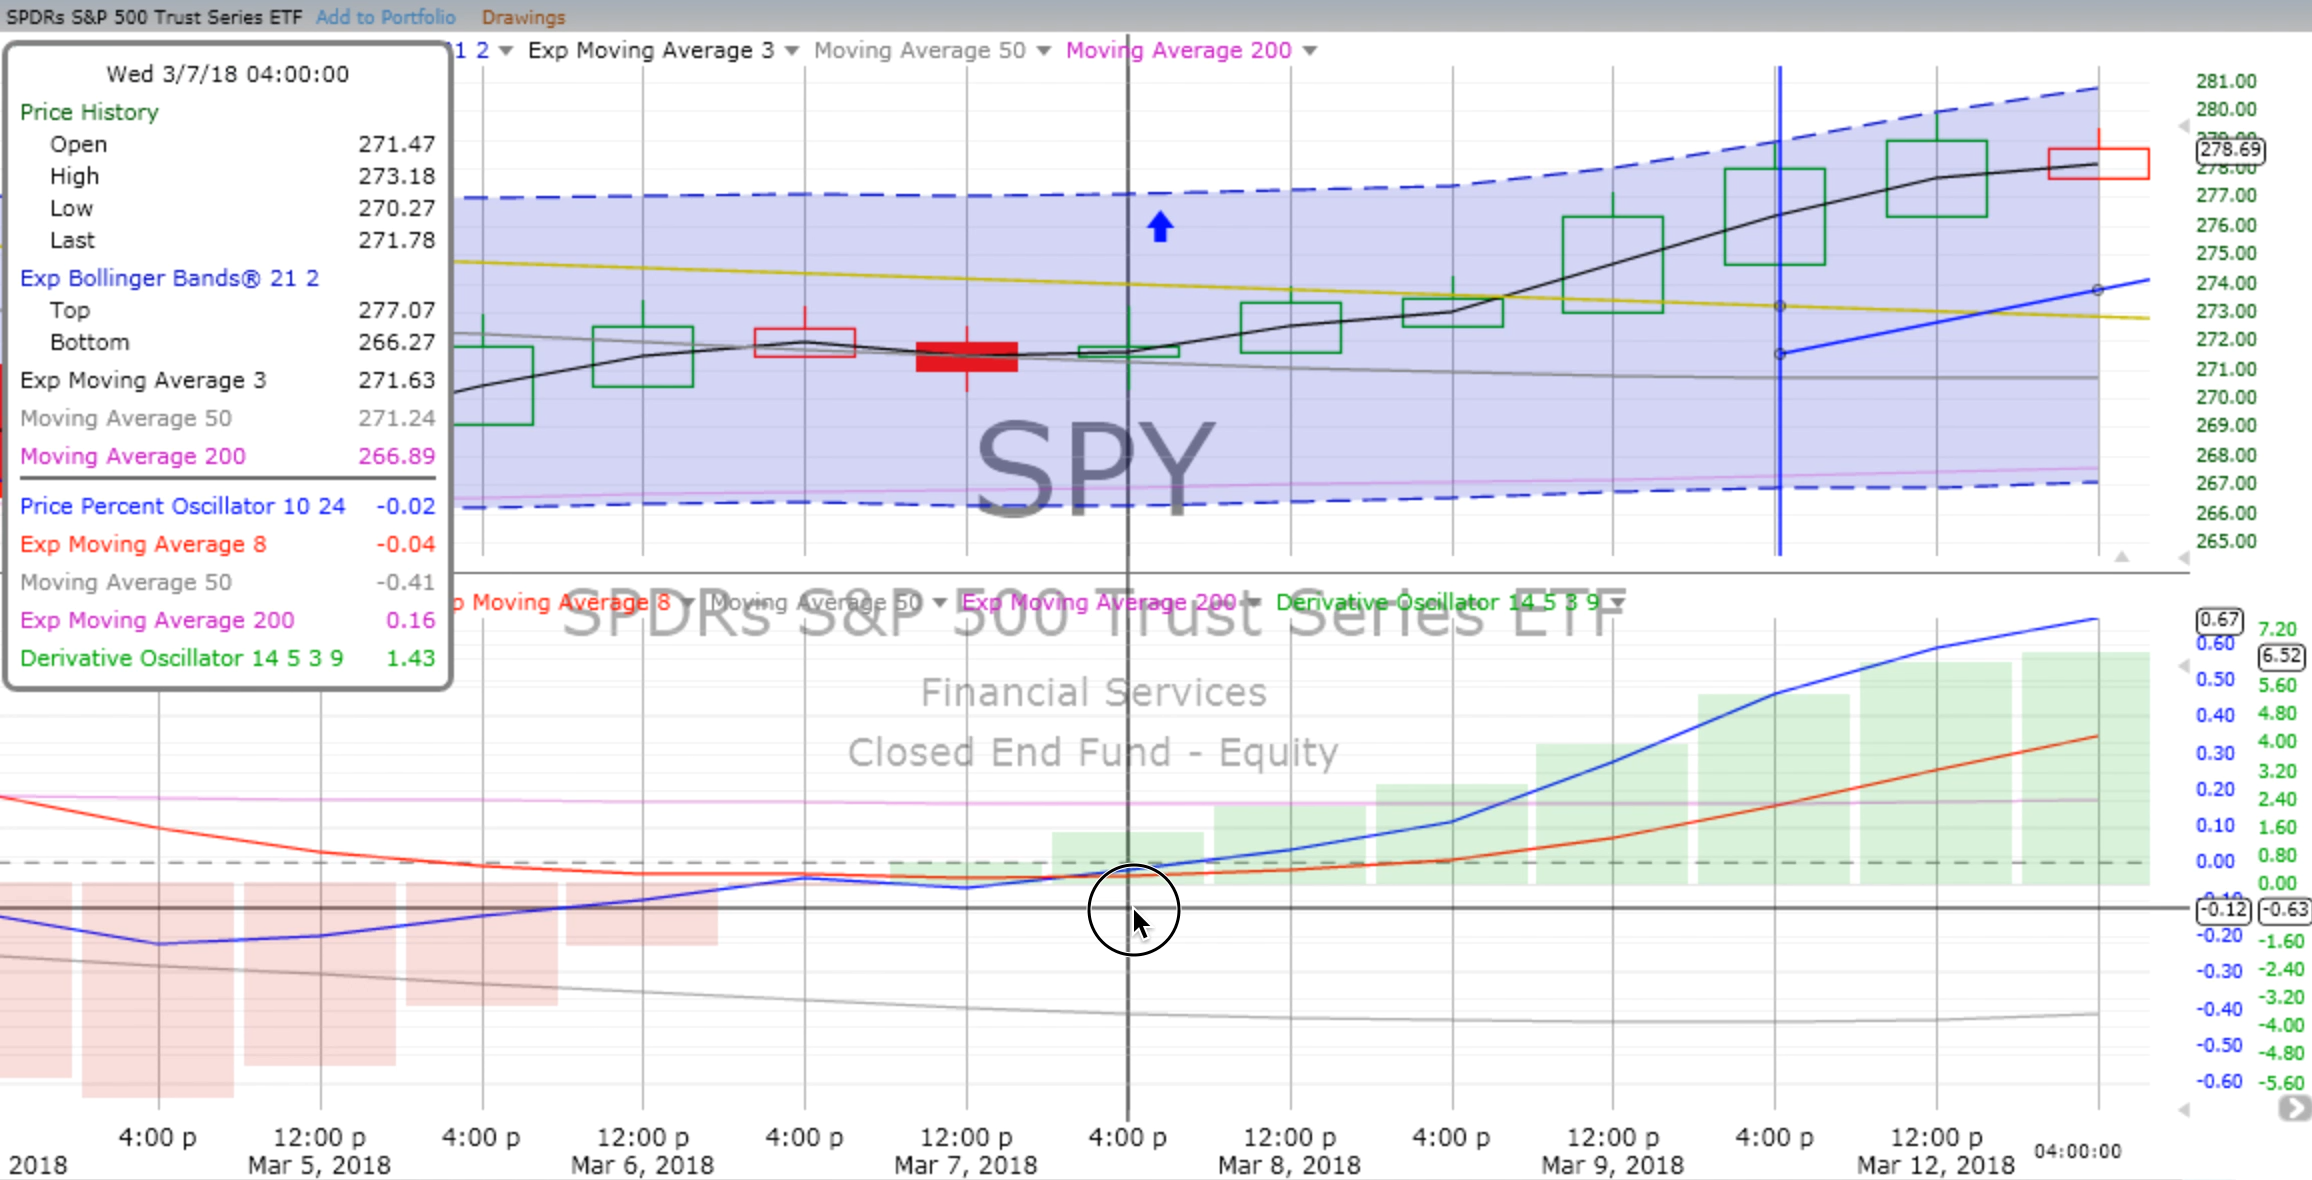 SPDRs S&P 500 Trust Series ETF Add to Portfolio Drawings
1 2 Exp Moving Average 3 Moving Average 50 Moving Average 200
Wed 3/7/18 04:00:00
Price History
Open 271.47
High 273.18
Low 270.27
Last 271.78
Exp Bollinger Bands® 21 2
Top 277.07
Bottom 266.27
Exp Moving Average 3 271.63
Moving Average 50 271.24
Moving Average 200 266.89
Price Percent Oscillator 10 24 -0.02
Exp Moving Average 8 -0.04
Moving Average 50 -0.41
Exp Moving Average 200 0.16
Derivative Oscillator 14 5 3 9 1.43
281.00
280.00
278.69
278.00
277.00
276.00
275.00
274.00
273.00
272.00
271.00
270.00
269.00
268.00
267.00
266.00
265.00
SPY
p Moving Average 8 Moving Average 50 Exp Moving Average 200 Derivative Oscillator 14 5 3 9
SPDRs S&P 500 Trust Series ETF
Financial Services
Closed End Fund - Equity
0.67
0.60
0.50
0.40
0.30
0.20
0.10
0.00
-0.12
-0.20
-0.30
-0.40
-0.50
-0.60
7.20
6.52
5.60
4.80
4.00
3.20
2.40
1.60
0.80
0.00
-0.63
-1.60
-2.40
-3.20
-4.00
-4.80
-5.60
4:00 p 12:00 p 4:00 p 12:00 p 4:00 p 12:00 p 4:00 p 12:00 p 4:00 p 12:00 p 4:00 p 12:00 p 04:00:00
2018 Mar 5, 2018 Mar 6, 2018 Mar 7, 2018 Mar 8, 2018 Mar 9, 2018 Mar 12, 2018